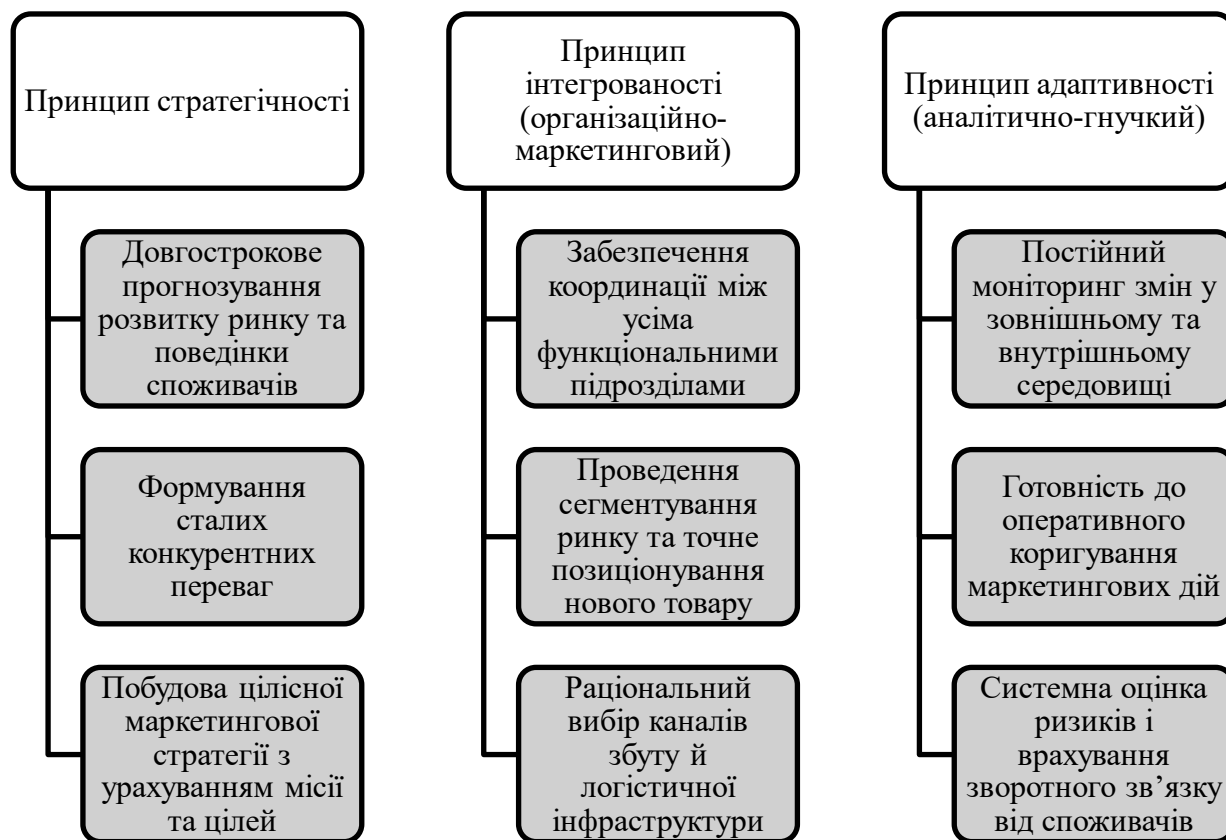 Принцип стратегічності
Довгострокове
прогнозування
розвитку ринку та
поведінки
споживачів
Формування
сталих
конкурентних
переваг
Побудова цілісної
маркетингової
стратегії з
урахуванням місії
та цілей
Принцип
інтегрованості
(організаційно-
маркетинговий)
Забезпечення
координації між
усіма
функціональними
підрозділами
Проведення
сегментування
ринку та точне
позиціонування
нового товару
Раціональний
вибір каналів
збуту й
логістичної
інфраструктури
Принцип адаптивності
(аналітично-гнучкий)
Постійний
моніторинг змін у
зовнішньому та
внутрішньому
середовищі
Готовність до
оперативного
коригування
маркетингових дій
Системна оцінка
ризиків і
врахування
зворотного зв’язку
від споживачів